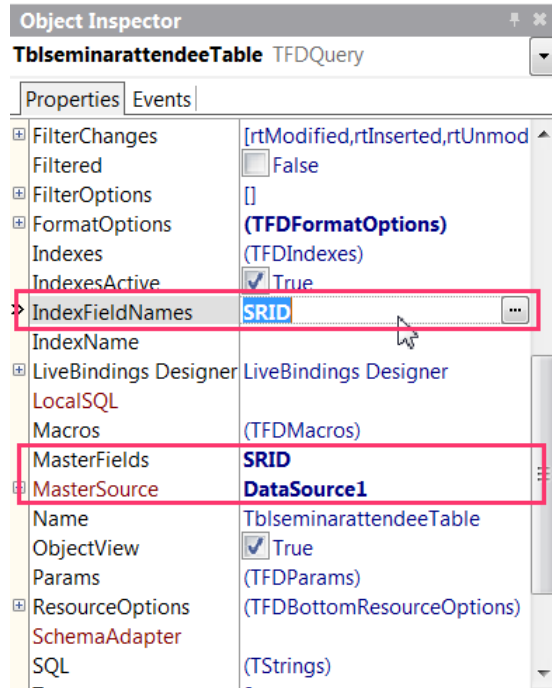 Object Inspector
TblseminarattendeeTable TFDQuery
Properties Events
FilterChanges [rtModified,rtInserted,rtUnmod
Filtered False
FilterOptions []
FormatOptions (TFDFormatOptions)
Indexes (TFDIndexes)
IndexesActive True
IndexFieldNames SRID ...
IndexName
LiveBindings Designer LiveBindings Designer
LocalSQL
Macros (TFDMacros)
MasterFields SRID
MasterSource DataSource1
Name TblseminarattendeeTable
ObjectView True
Params (TFDParams)
ResourceOptions (TFDBottomResourceOptions)
SchemaAdapter
SQL (TStrings)